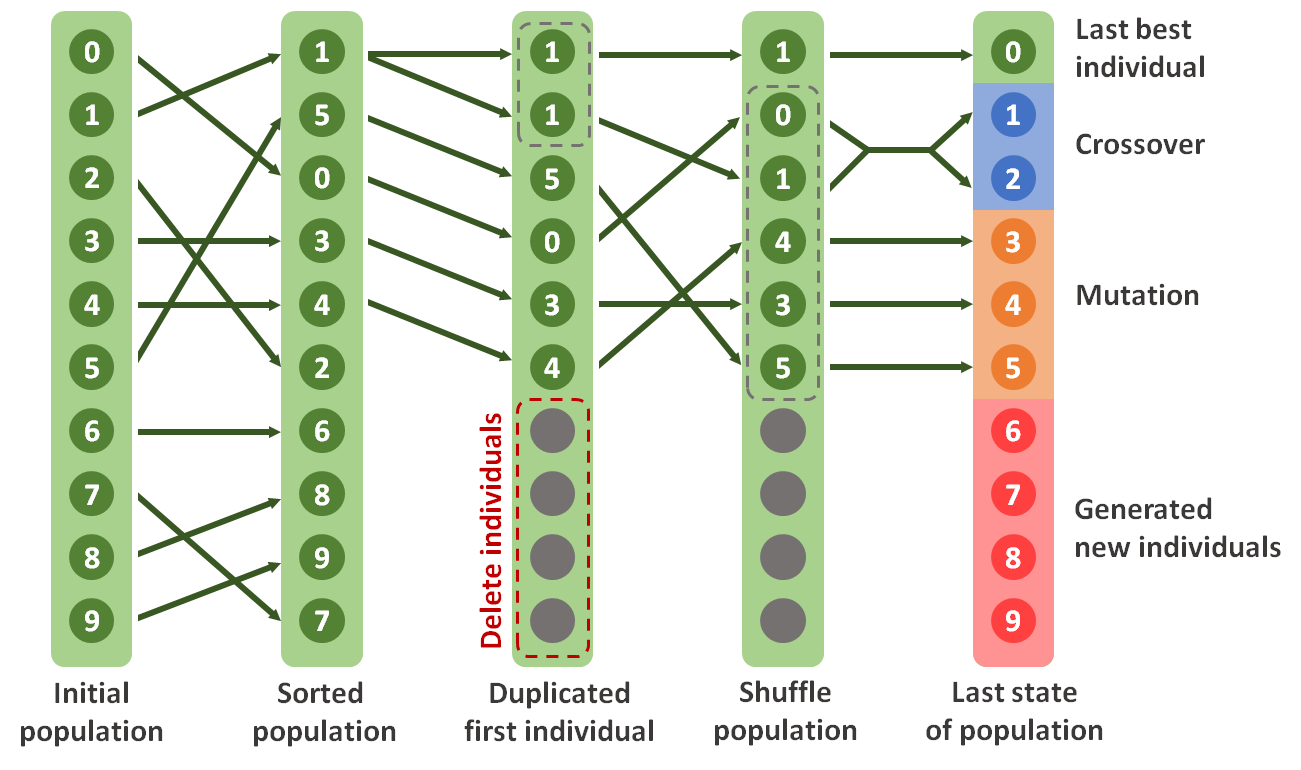 0
1
2
3
4
5
6
7
8
9
Initial
population
1
5
0
3
4
2
6
8
9
7
Sorted
population
1
1
5
0
3
4
Delete individuals
Duplicated
first individual
1
0
1
4
3
5
Shuffle
population
0
1
2
3
4
5
6
7
8
9
Last state
of population
Last best
individual
Crossover
Mutation
Generated
new individuals